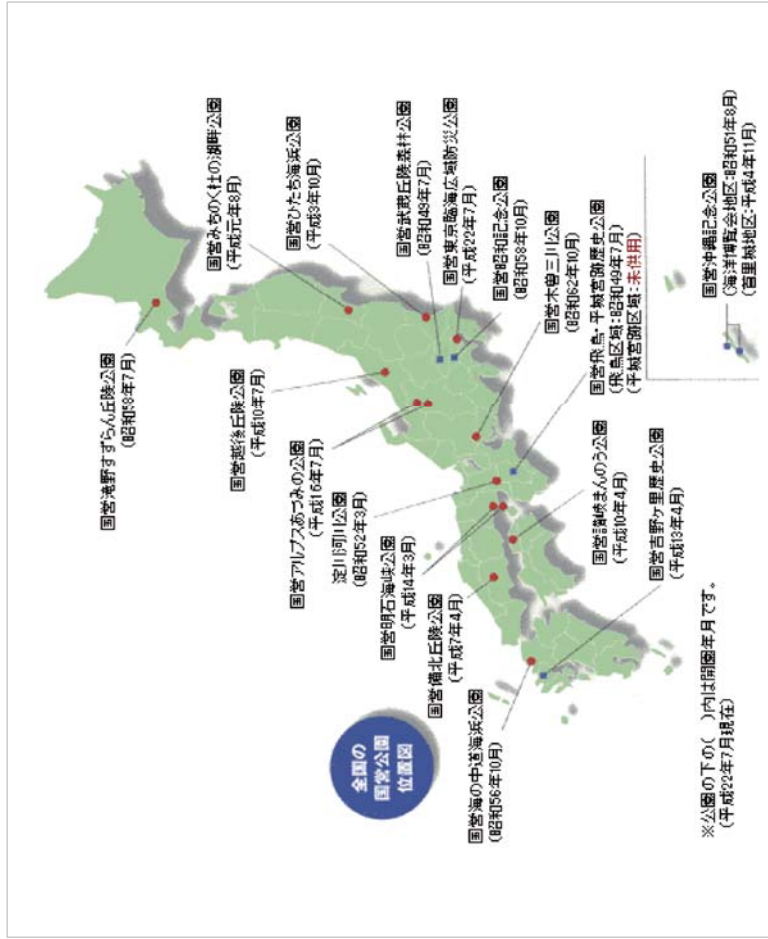 全国の
国営公園
位置図
国営滝野すずらん丘陵公園
(昭和58年7月)
国営越後丘陵公園
(平成10年7月)
国営アルプスあづみの公園
(平成16年7月)
淀川河川公園
(昭和52年3月)
国営明石海峡公園
(平成14年3月)
国営備北丘陵公園
(平成7年4月)
国営海の中道海浜公園
(昭和56年10月)
国営みちのく杜の湖畔公園
(平成元年8月)
国営ひたち海浜公園
(平成3年10月)
国営武蔵丘陵森林公園
(昭和49年7月)
国営東京臨海広域防災公園
(平成22年7月)
国営昭和記念公園
(昭和58年10月)
国営木曽三川公園
(昭和62年10月)
国営飛鳥・平城宮跡歴史公園
(飛鳥区域:昭和49年7月)
(平城宮跡区域:未供用)
国営讃岐まんのう公園
(平成10年4月)
国営吉野ヶ里歴史公園
(平成13年4月)
国営沖縄記念公園
(海洋博覧会地区:昭和51年8月)
(首里城地区:平成4年11月)
※公園の下の( )内は開園年月です。
(平成22年7月現在)